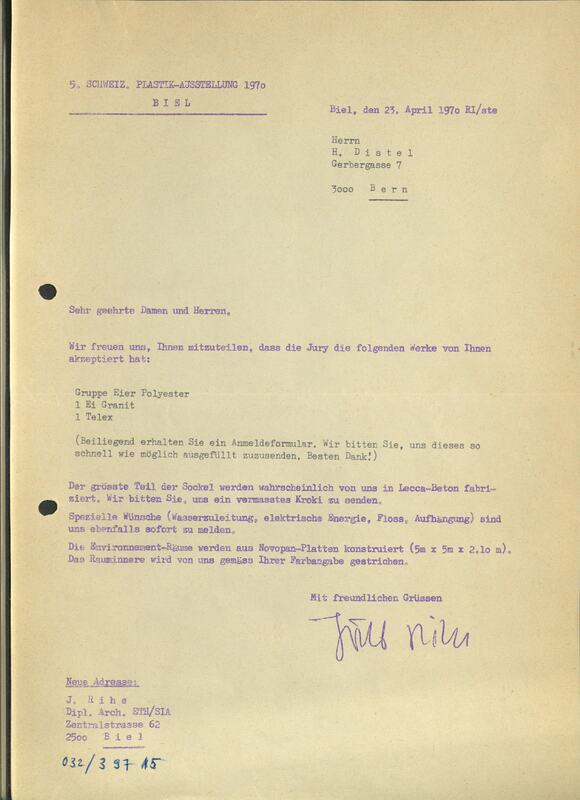 5. SCHWEIZ. PLASTIK-AUSSTELLUNG 1970
B I E L
Biel, den 23. April 1970 RI/ste
Herrn
H. D i s t e l
Gerbergasse 7
3000 B e r n
Sehr geehrte Damen und Herren,
Wir freuen uns, Ihnen mitzuteilen, dass die Jury die folgenden Werke von Ihnen
akzeptiert hat:
Gruppe Eier Polyester
1 Ei Granit
1 Telex
(Beiliegend erhalten Sie ein Anmeldeformular. Wir bitten Sie, uns dieses so
schnell wie möglich ausgefüllt zuzusenden. Besten Dank!)
Der grösste Teil der Sockel werden wahrscheinlich von uns in Lecca-Beton fabri-
ziert. Wir bitten Sie, uns ein vermasstes Kroki zu senden.
Spezielle Wünsche (Wasserzuleitung, elektrische Energie, Floss, Aufhängung) sind
uns ebenfalls sofort zu melden.
Die Environnement-Räume werden aus Novopan-Platten konstruiert (5m x 5m x 2,10 m).
Das Rauminnere wird von uns gemäss Ihrer Farbangabe gestrichen.
Mit freundlichen Grüssen
Neue Adresse:
J. R i h s
Dipl. Arch. ETH/SIA
Zentralstrasse 62
2500 B i e l
032/3 97 15